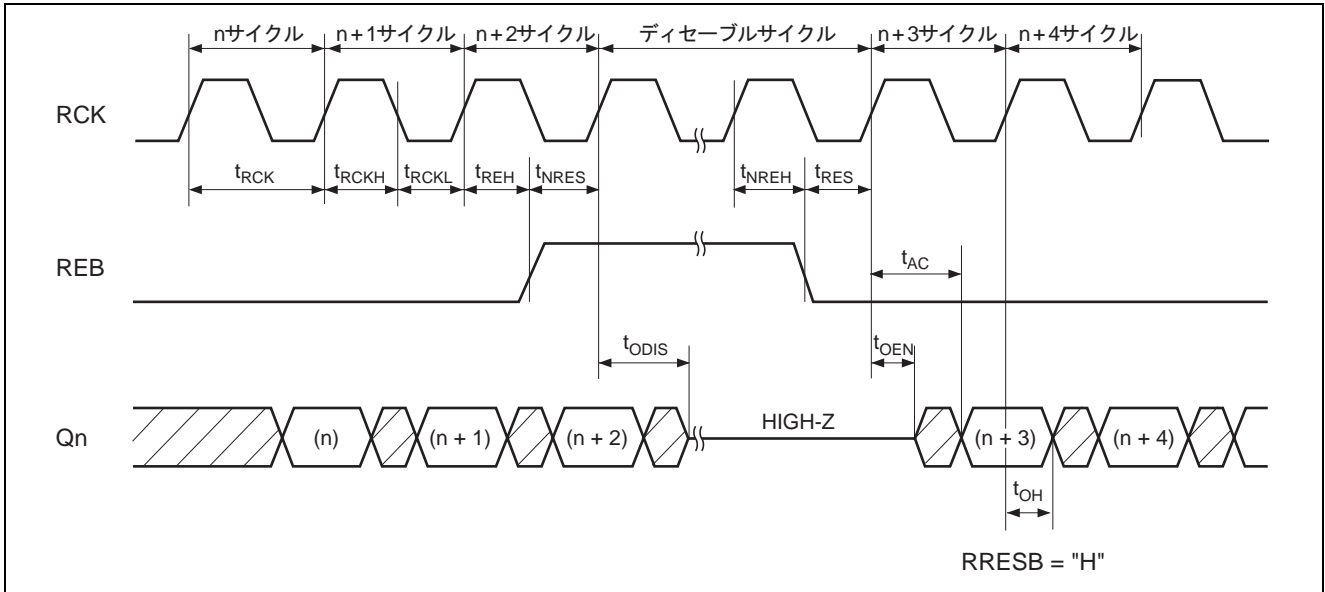 nサイクル n+1サイクル n+2サイクル ディセーブルサイクル n+3サイクル n+4サイクル
RCK
tRCK tRCKH tRCKL tREH tNRES tNREH tRES
REB
tAC
tODIS tOEN
Qn (n) (n + 1) (n + 2) HIGH-Z (n + 3) (n + 4)
tOH
RRESB = "H"